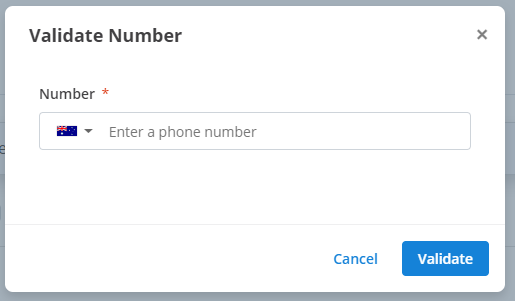 Validate Number
×
Number *
Enter a phone number
Cancel
Validate